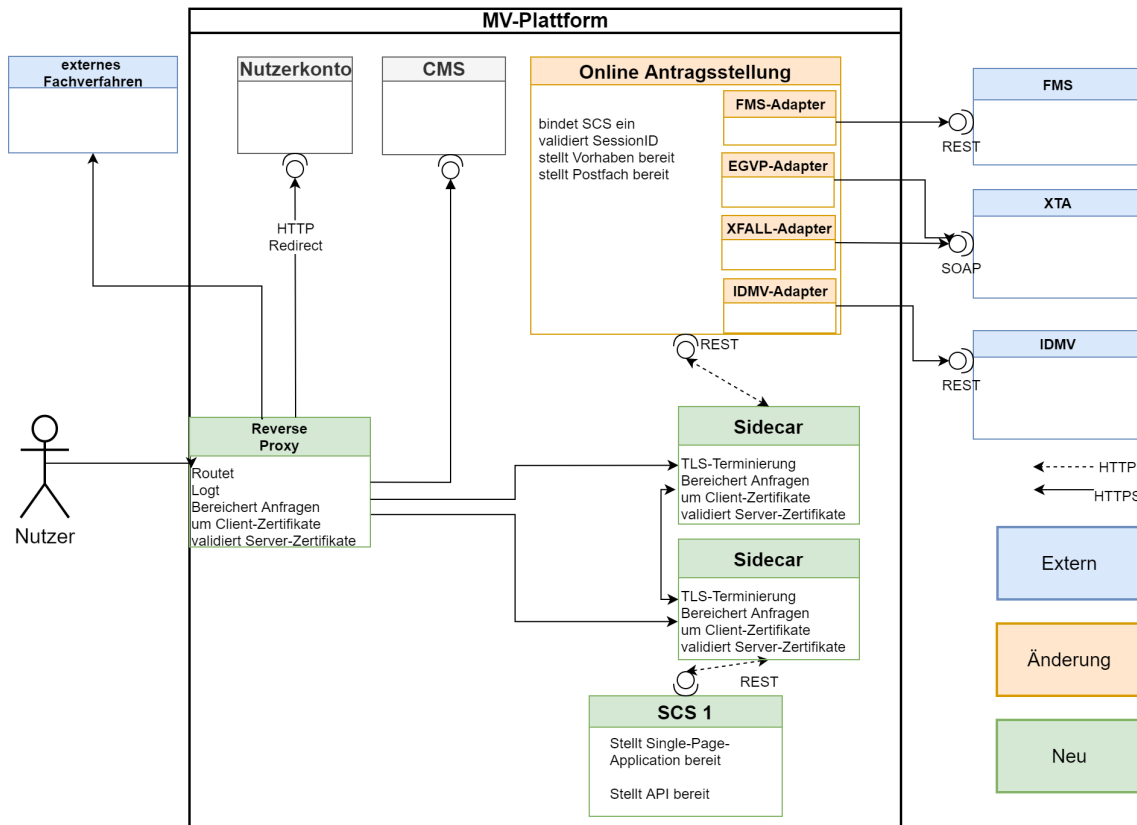 MV-Plattform
externes
Fachverfahren
Nutzerkonto
CMS
Online Antragsstellung
bindet SCS ein
validiert SessionID
stellt Vorhaben bereit
stellt Postfach bereit
FMS-Adapter
EGVP-Adapter
XFALL-Adapter
IDMV-Adapter
FMS
REST
XTA
SOAP
IDMV
REST
HTTP
Redirect
REST
Nutzer
Reverse
Proxy
Routet
Logt
Bereichert Anfragen
um Client-Zertifikate
validiert Server-Zertifikate
Sidecar
TLS-Terminierung
Bereichert Anfragen
um Client-Zertifikate
validiert Server-Zertifikate
Sidecar
TLS-Terminierung
Bereichert Anfragen
um Client-Zertifikate
validiert Server-Zertifikate
REST
SCS 1
Stellt Single-Page-
Application bereit
Stellt API bereit
HTTP
HTTPS
Extern
Änderung
Neu